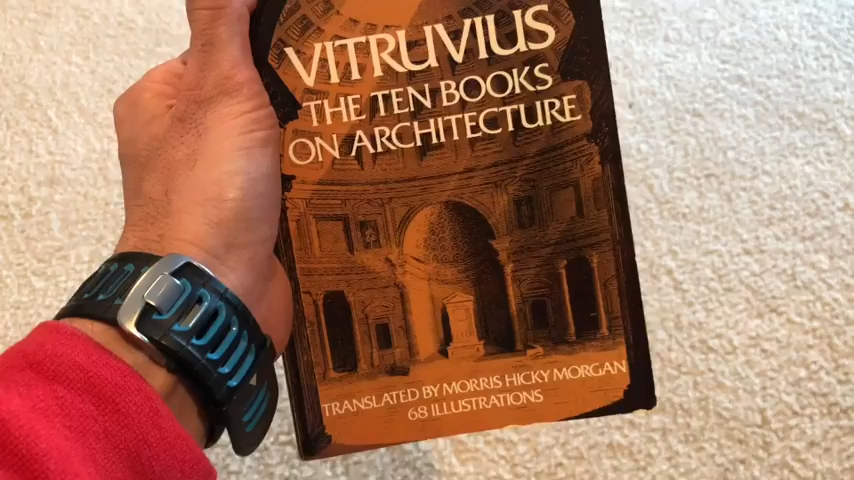 VITRUVIUS
THE TEN BOOKS
ON ARCHITECTURE
TRANSLATED BY MORRIS HICKY MORGAN
68 ILLUSTRATIONS